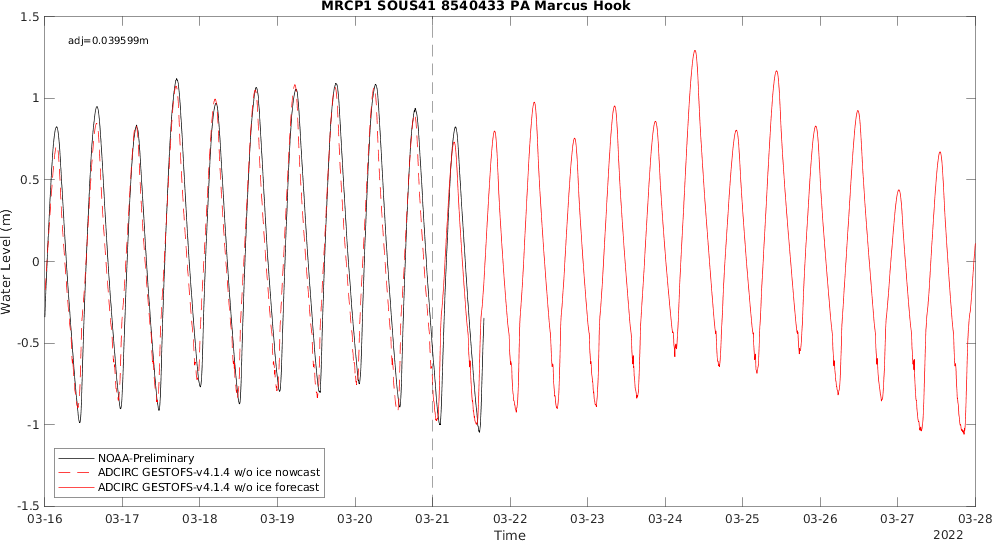 MRCP1 SOUS41 8540433 PA Marcus Hook
adj=0.039599m
1.5
1
0.5
0
-0.5
-1
-1.5
Water Level (m)
NOAA-Preliminary
ADCIRC GESTOFS-v4.1.4 w/o ice nowcast
ADCIRC GESTOFS-v4.1.4 w/o ice forecast
03-16 03-17 03-18 03-19 03-20 03-21 03-22 03-23 03-24 03-25 03-26 03-27 03-28
Time
2022